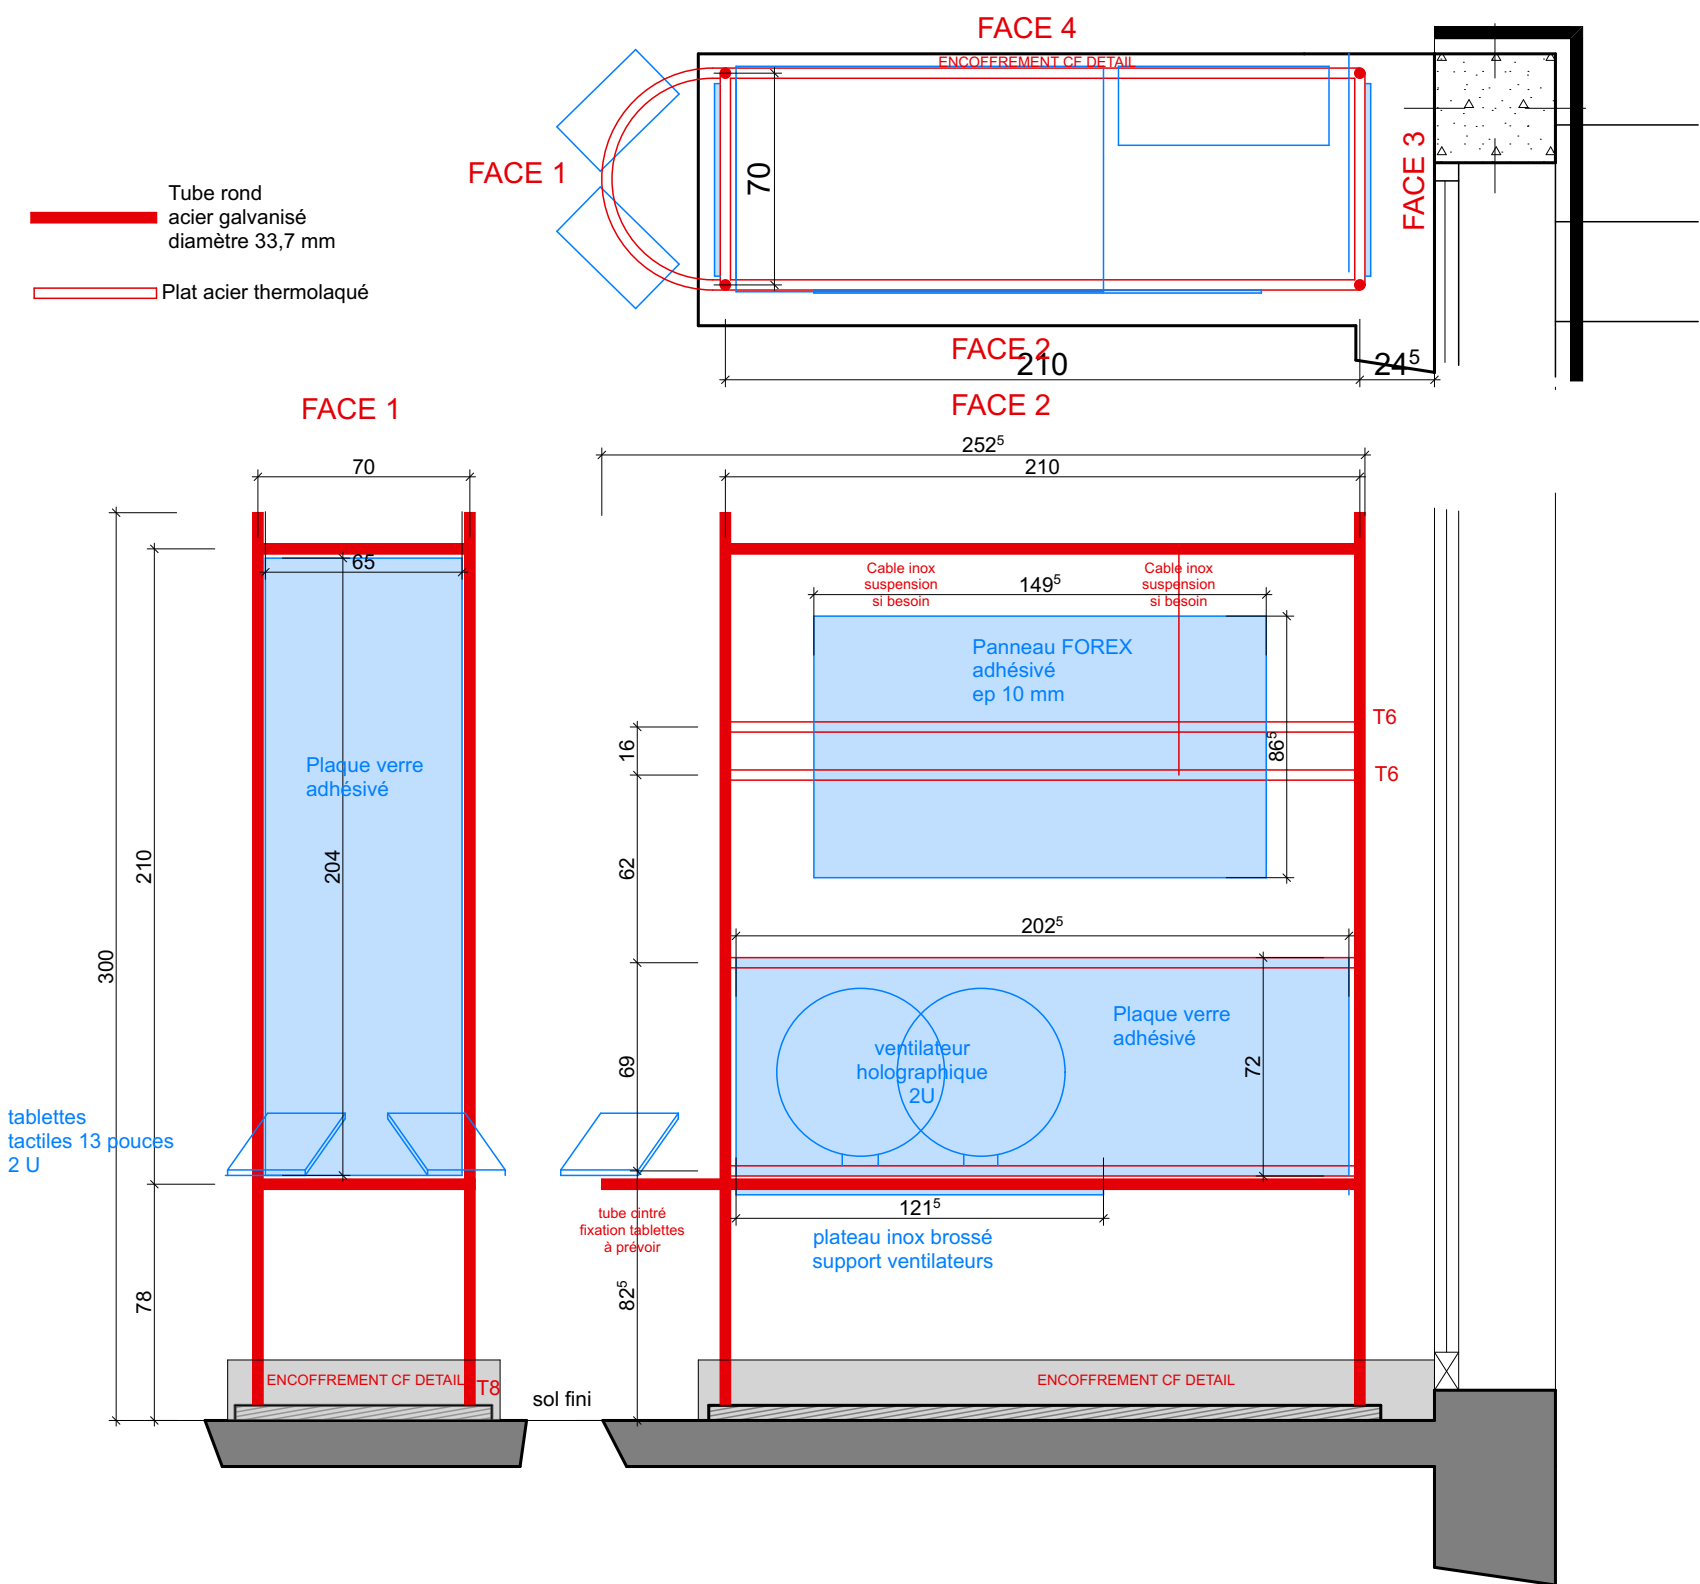 FACE 4
ENCOFFREMENT CF DETAIL
FACE 1
70
FACE 3
Tube rond
acier galvanisé
diamètre 33,7 mm
Plat acier thermolaqué
FACE 2
210
24⁵
FACE 1
FACE 2
70
252⁵
210
65
Cable inox
suspension
si besoin
Cable inox
suspension
si besoin
149⁵
Panneau FOREX
adhésivé
ep 10 mm
T6
16
86⁵
T6
Plaque verre
adhésivé
210
204
62
202⁵
300
Plaque verre
adhésivé
ventilateur
holographique
2U
69
72
tablettes
tactiles 13 pouces
2 U
121⁵
tube cintré
fixation tablettes
à prévoir
plateau inox brossé
support ventilateurs
78
82⁵
ENCOFFREMENT CF DETAIL
T8
sol fini
ENCOFFREMENT CF DETAIL